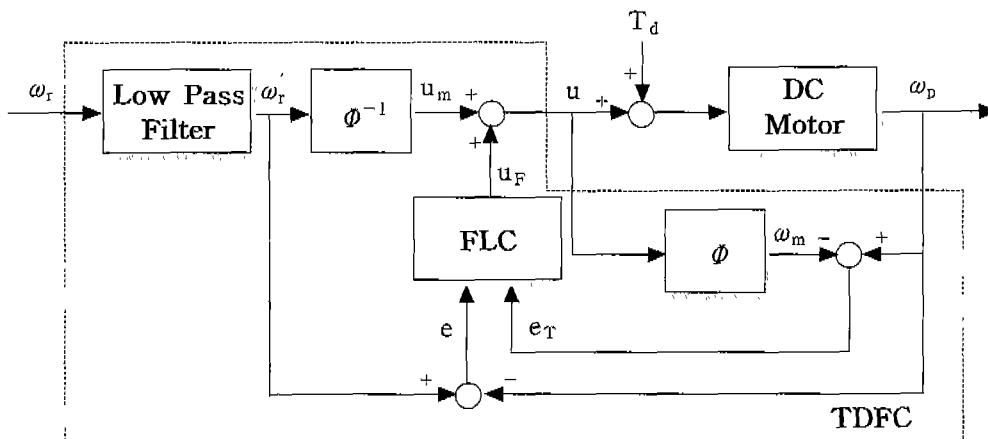 T_d
ω_r
Low Pass
Filter
ω_r'
Φ⁻¹
u_m
+
+
u
+
+
DC
Motor
ω_p
u_F
FLC
Φ
ω_m
-
+
e
e_T
+
-
TDFC